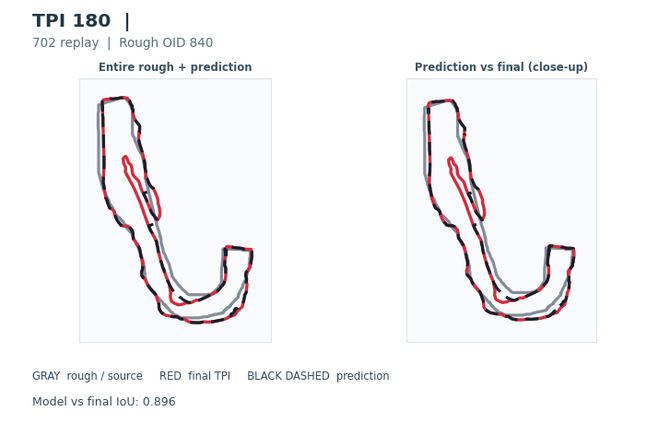 TPI 180 |
702 replay | Rough OID 840
Entire rough + prediction
Prediction vs final (close-up)
GRAY rough / source RED final TPI BLACK DASHED prediction
Model vs final IoU: 0.896